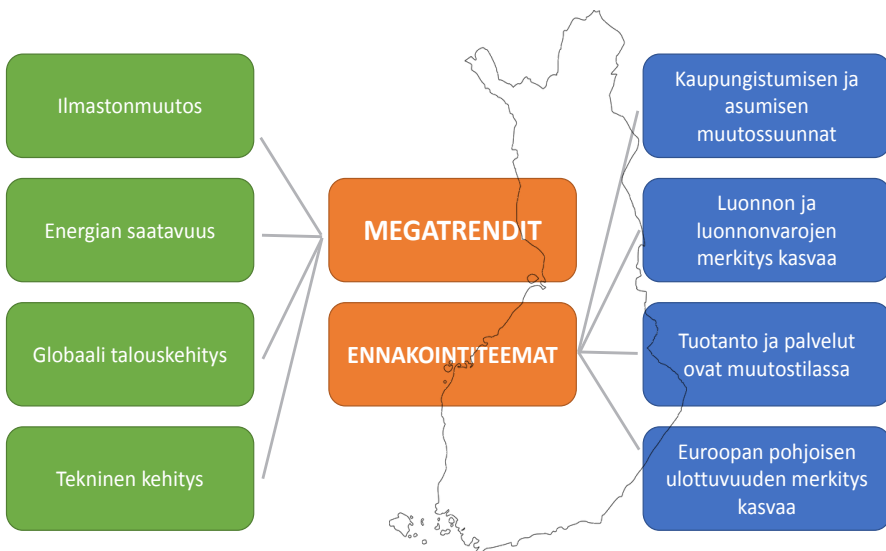 Ilmastonmuutos
Energian saatavuus
Globaali talouskehitys
Tekninen kehitys
MEGATRENDIT
ENNAKOINTITEEMAT
Kaupungistumisen ja
asumisen
muutossuunnat
Luonnon ja
luonnonvarojen
merkitys kasvaa
Tuotanto ja palvelut
ovat muutostilassa
Euroopan pohjoisen
ulottuvuuden merkitys
kasvaa